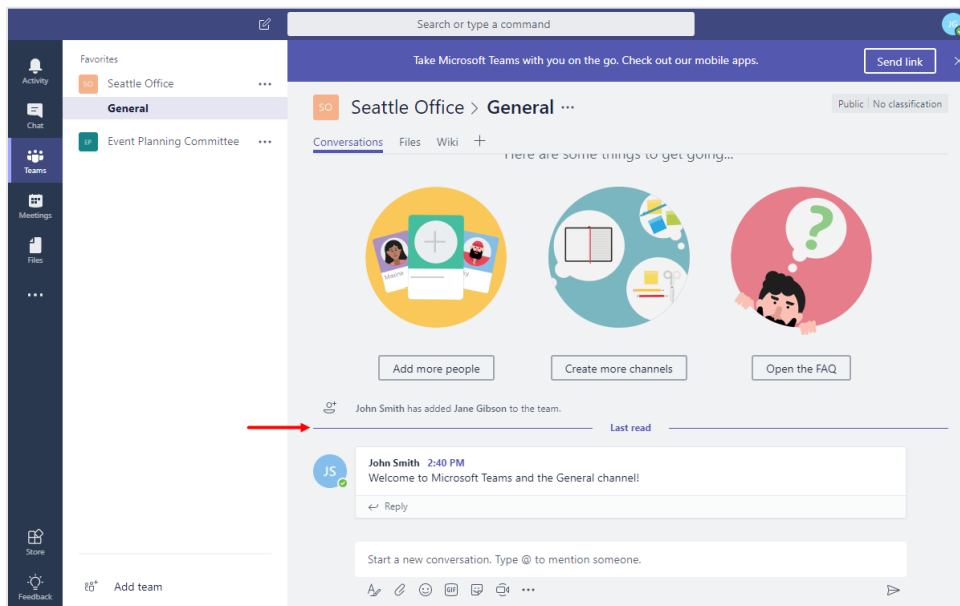 Search or type a command
JG
Activity
Chat
Teams
Meetings
Files
Store
Feedback
Favorites
SO Seattle Office
General
EP Event Planning Committee
Add team
Take Microsoft Teams with you on the go. Check out our mobile apps.
Send link
SO Seattle Office > General
Public No classification
Conversations Files Wiki
Here are some things to get going...
Maxine
Add more people
Create more channels
Open the FAQ
John Smith has added Jane Gibson to the team.
Last read
JS
John Smith 2:40 PM
Welcome to Microsoft Teams and the General channel!
Reply
Start a new conversation. Type @ to mention someone.
GIF